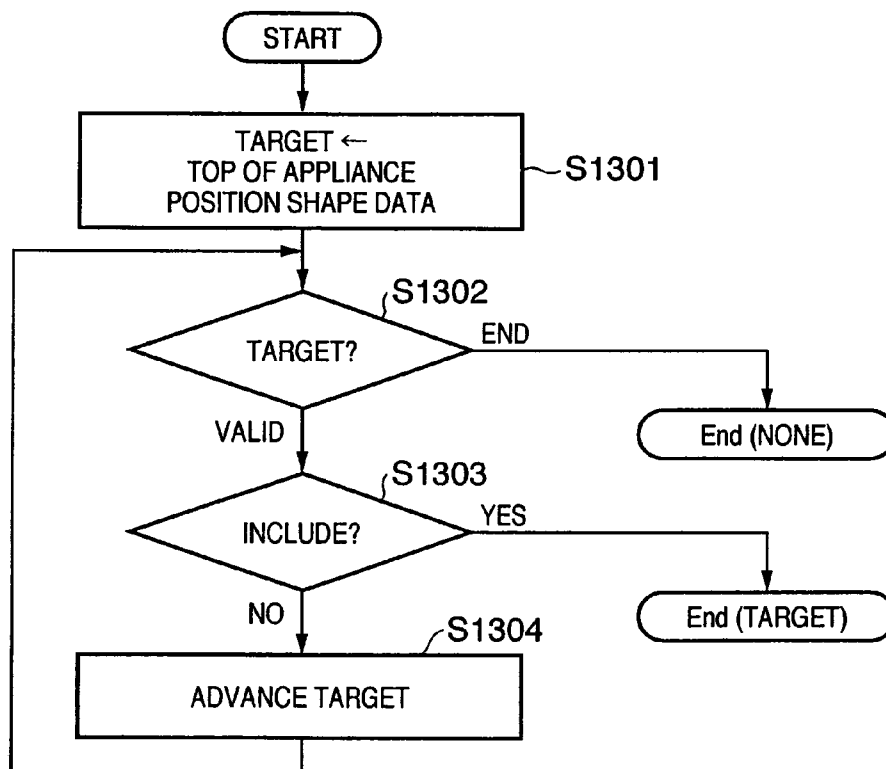 START
TARGET ←
TOP OF APPLIANCE
POSITION SHAPE DATA
S1301
S1302
TARGET?
END
VALID
End (NONE)
S1303
INCLUDE?
YES
NO
End (TARGET)
S1304
ADVANCE TARGET